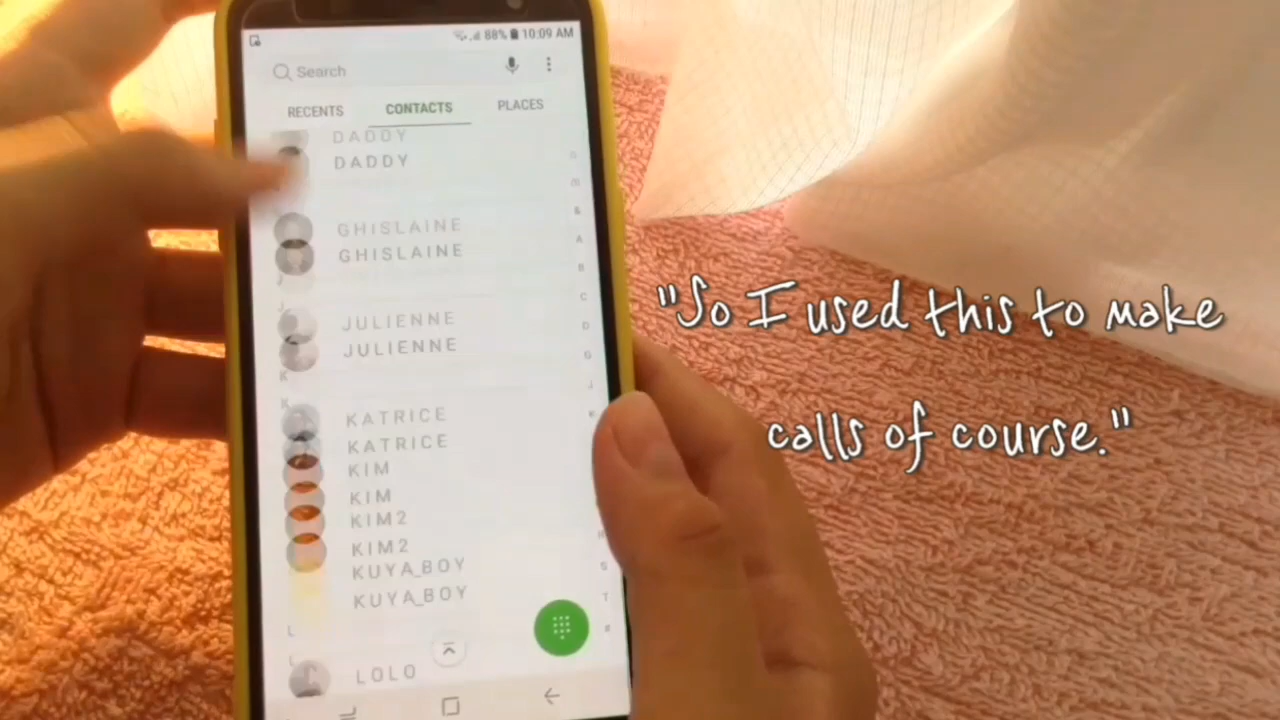 88% 10:09 AM
Search
RECENTS CONTACTS PLACES
DADDY
DADDY
GHISLAINE
GHISLAINE
J
J
JULIENNE
JULIENNE
K
K
KATRICE
KATRICE
KIM
KIM
KIM2
KIM2
KUYA_BOY
KUYA_BOY
L
L
LOLO
&
A
B
C
D
G
J
K
S
T
#
"So I used this to make
calls of course."